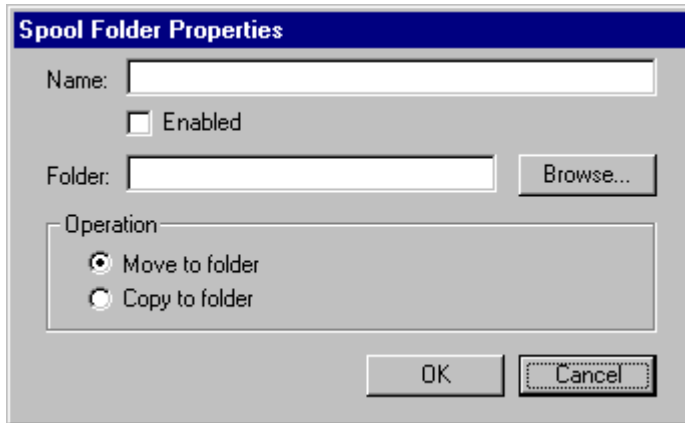 Spool Folder Properties
Name:
Enabled
Folder: Browse...
Operation
Move to folder
Copy to folder
OK Cancel